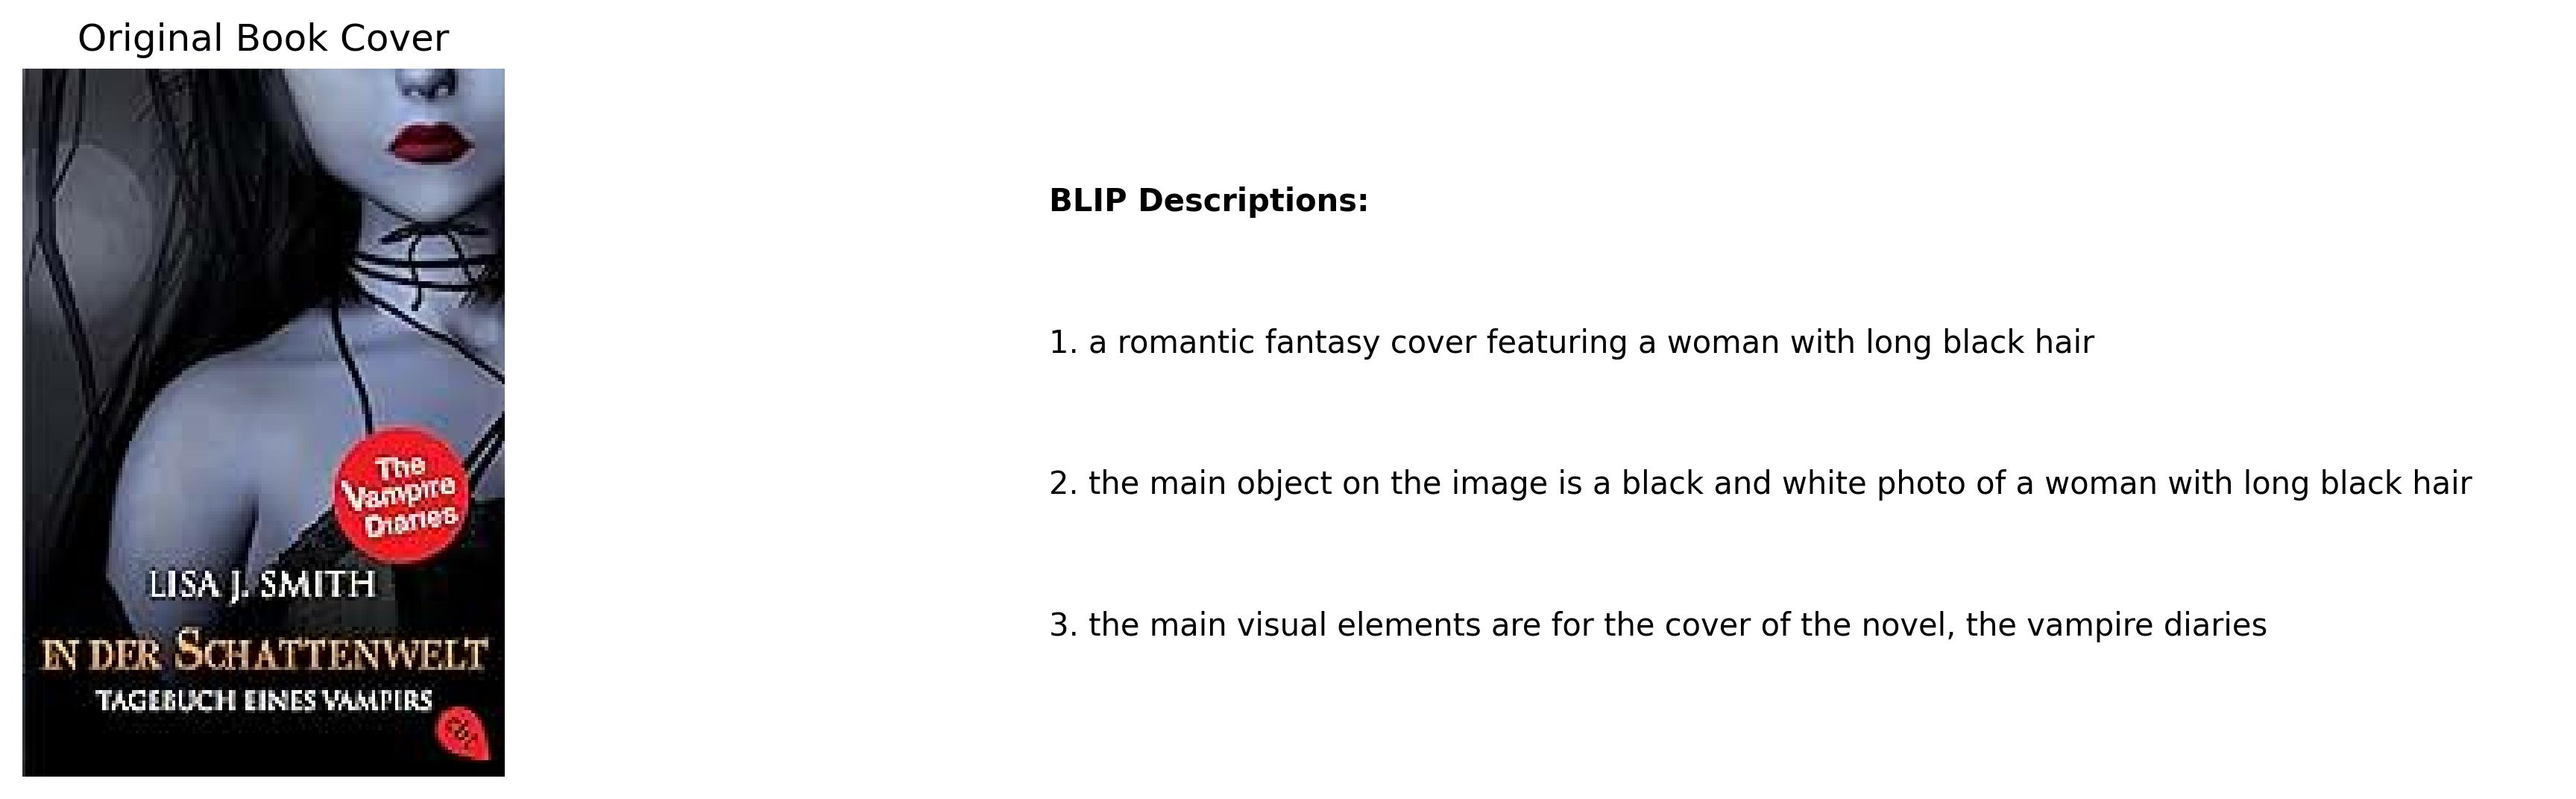 Original Book Cover
The
Vampire
Diaries
LISA J. SMITH
IN DER SCHATTENWELT
TAGEBUCH EINES VAMPIRS
cbt
BLIP Descriptions:
1. a romantic fantasy cover featuring a woman with long black hair
2. the main object on the image is a black and white photo of a woman with long black hair
3. the main visual elements are for the cover of the novel, the vampire diaries